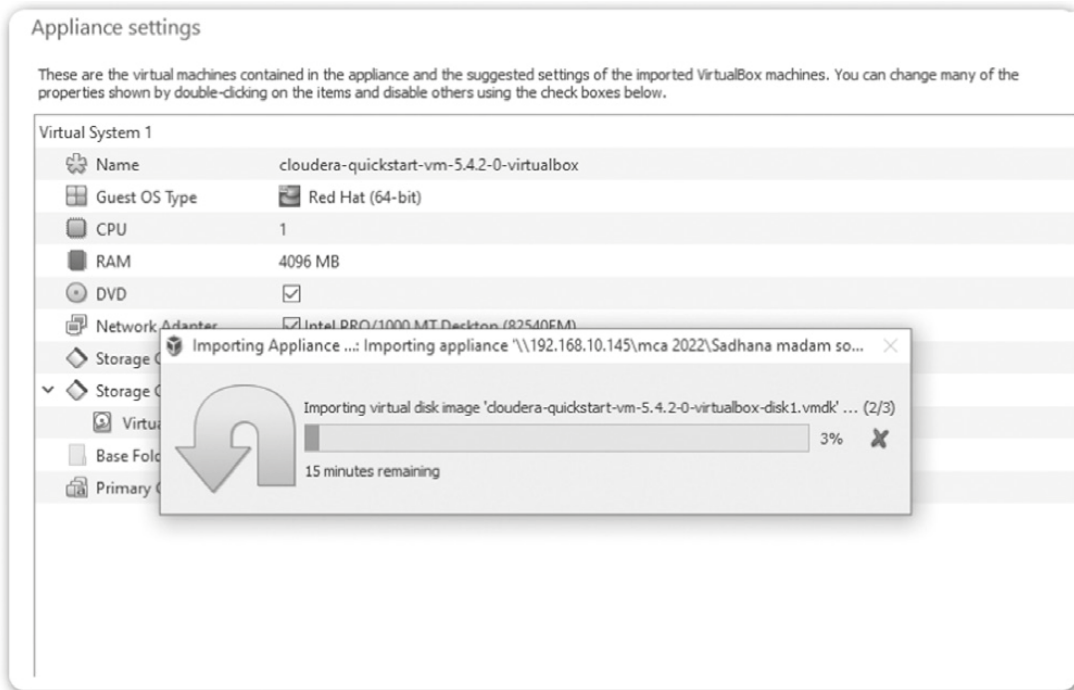 Appliance settings
These are the virtual machines contained in the appliance and the suggested settings of the imported VirtualBox machines. You can change many of the
properties shown by double-clicking on the items and disable others using the check boxes below.
Virtual System 1
Name cloudera-quickstart-vm-5.4.2-0-virtualbox
Guest OS Type Red Hat (64-bit)
CPU 1
RAM 4096 MB
DVD
Network Adapter Intel PRO/1000 MT Desktop (82540EM)
Importing Appliance ...: Importing appliance '\\192.168.10.145\mca 2022\Sadhana madam so...
Storage
Storage
Importing virtual disk image 'cloudera-quickstart-vm-5.4.2-0-virtualbox-disk1.vmdk' ... (2/3)
Virtua
3%
Base Fold
15 minutes remaining
Primary